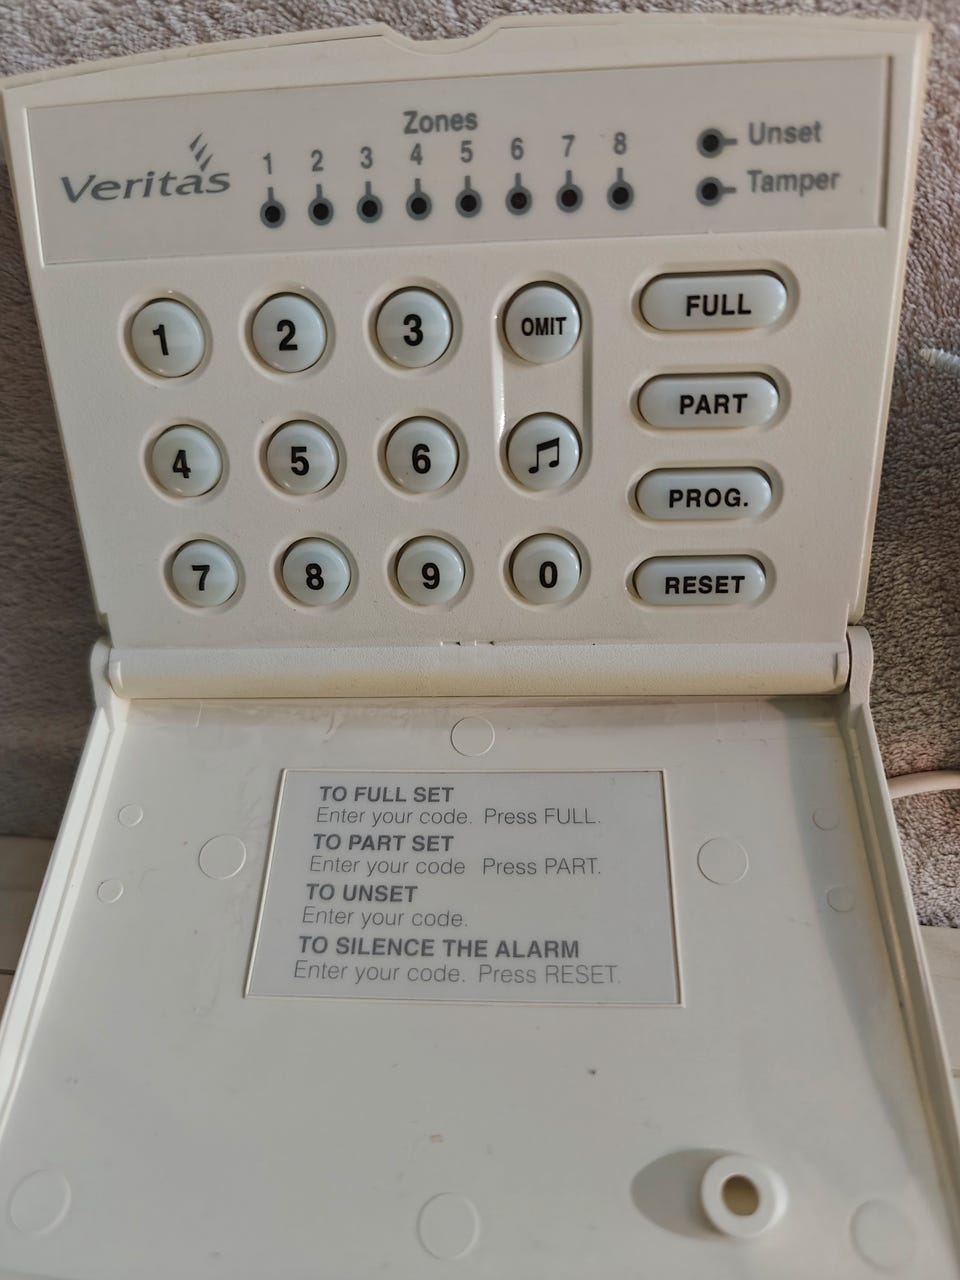 Zones
Veritas
1 2 3 4 5 6 7 8
Unset
Tamper
1 2 3 OMIT FULL
PART
4 5 6
PROG.
7 8 9 0 RESET
TO FULL SET
Enter your code. Press FULL.
TO PART SET
Enter your code Press PART.
TO UNSET
Enter your code.
TO SILENCE THE ALARM
Enter your code. Press RESET.